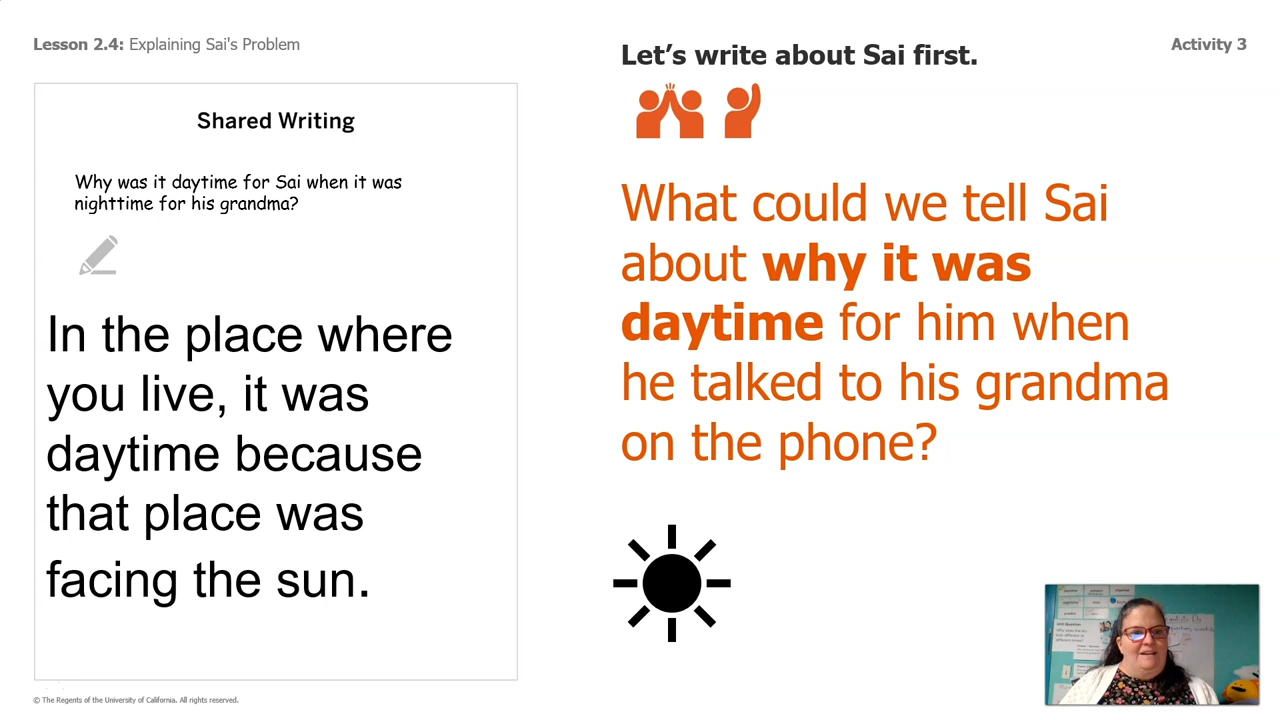 Lesson 2.4: Explaining Sai's Problem
Activity 3
Shared Writing
Why was it daytime for Sai when it was
nighttime for his grandma?
In the place where
you live, it was
daytime because
that place was
facing the sun.
Let's write about Sai first.
What could we tell Sai
about why it was
daytime for him when
he talked to his grandma
on the phone?
© The Regents of the University of California. All rights reserved.